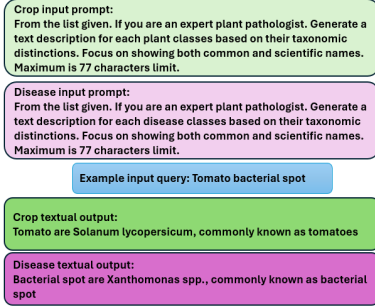 Crop input prompt:
From the list given. If you are an expert plant pathologist. Generate a
text description for each plant classes based on their taxonomic
distinctions. Focus on showing both common and scientific names.
Maximum is 77 characters limit.
Disease input prompt:
From the list given. If you are an expert plant pathologist. Generate a
text description for each disease classes based on their taxonomic
distinctions. Focus on showing both common and scientific names.
Maximum is 77 characters limit.
Example input query: Tomato bacterial spot
Crop textual output:
Tomato are Solanum lycopersicum, commonly known as tomatoes
Disease textual output:
Bacterial spot are Xanthomonas spp., commonly known as bacterial
spot